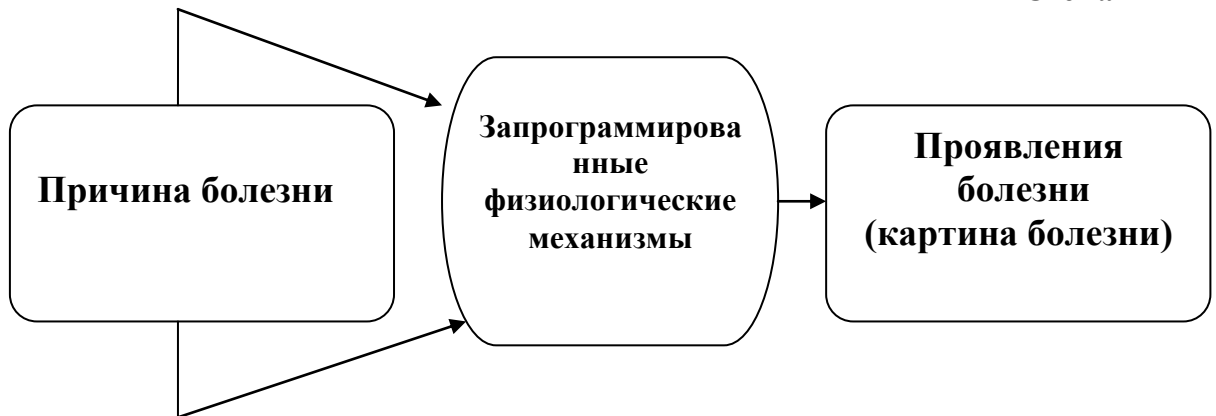 Причина болезни
Запрограммирова
нные
физиологические
механизмы
Проявления
болезни
(картина болезни)